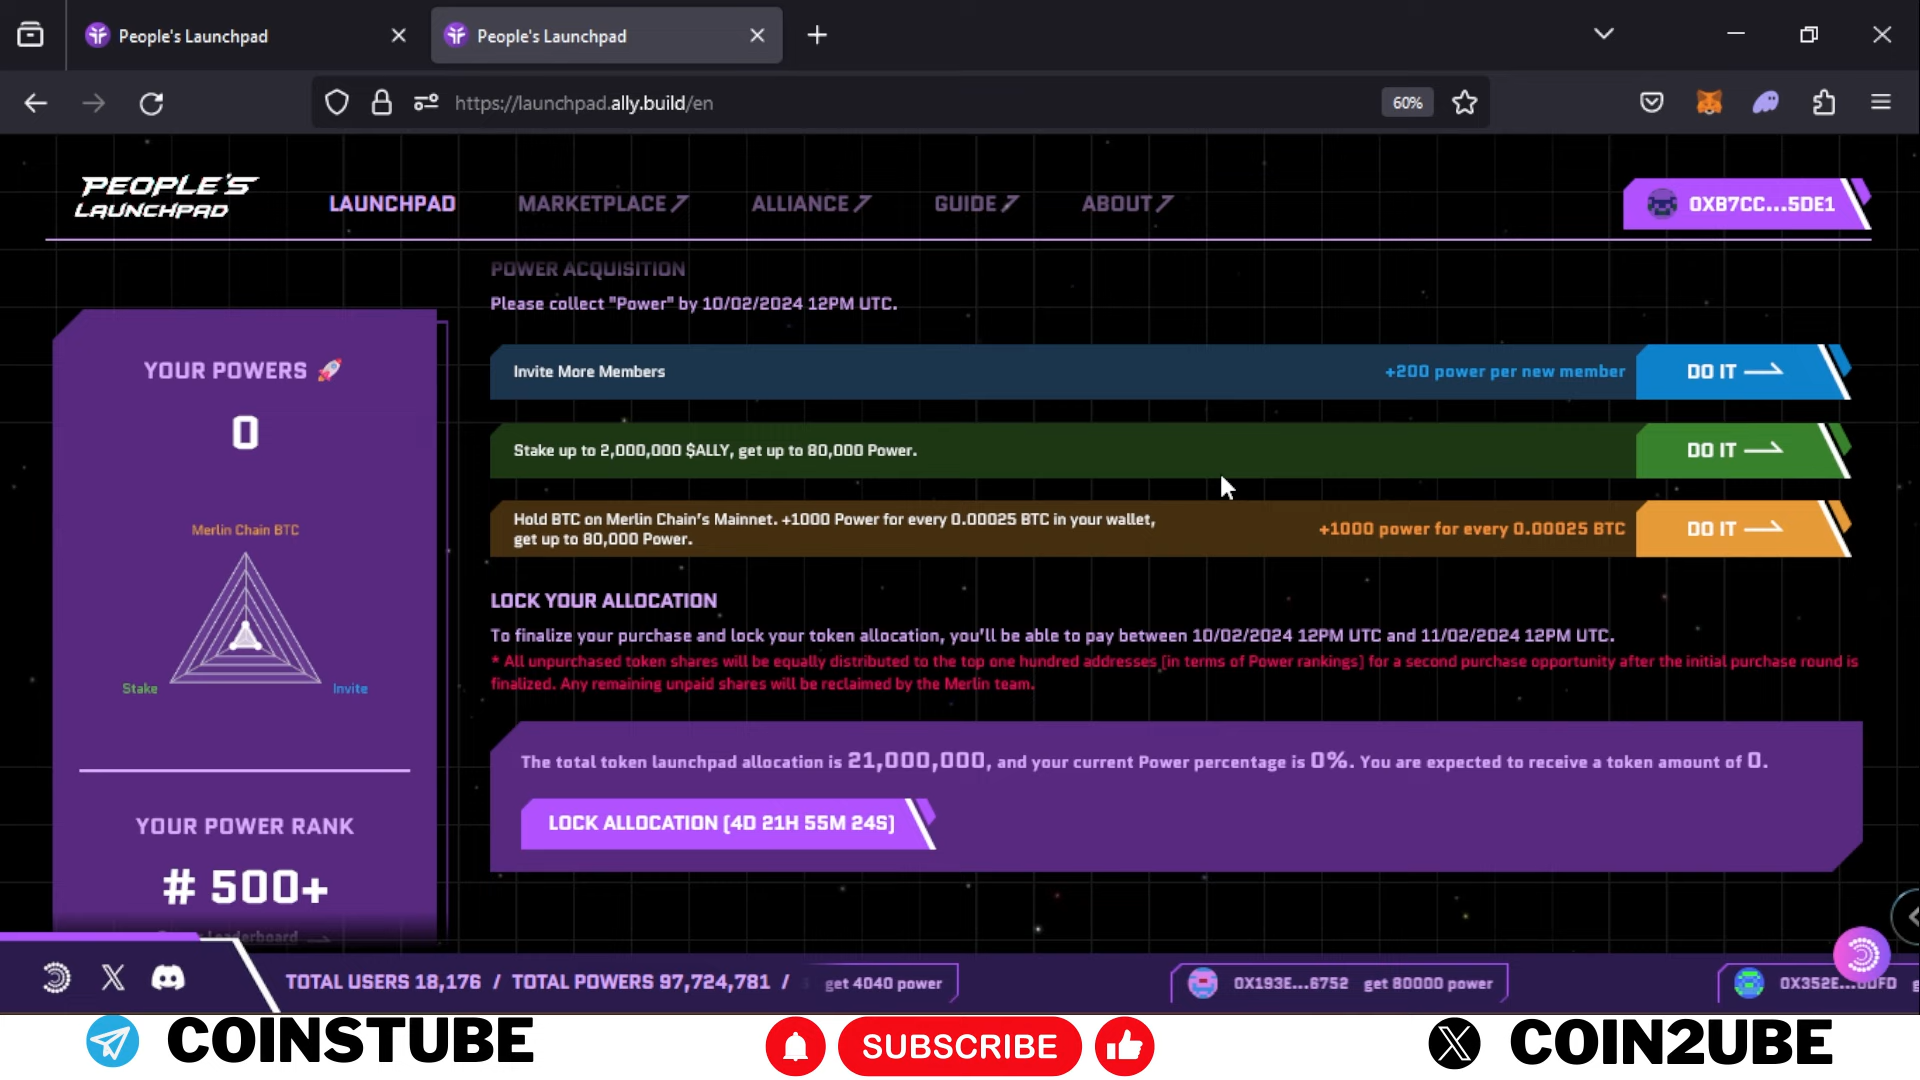 People's Launchpad
People's Launchpad
https://launchpad.ally.build/en
60%
PEOPLE'S
LAUNCHPAD
LAUNCHPAD
MARKETPLACE
ALLIANCE
GUIDE
ABOUT
0XB7CC...5DE1
POWER ACQUISITION
Please collect "Power" by 10/02/2024 12PM UTC.
YOUR POWERS
0
Merlin Chain BTC
Stake
Invite
YOUR POWER RANK
# 500+
Leaderboard
Invite More Members
+200 power per new member
DO IT
Stake up to 2,000,000 $ALLY, get up to 80,000 Power.
DO IT
Hold BTC on Merlin Chain's Mainnet. +1000 Power for every 0.00025 BTC in your wallet,
get up to 80,000 Power.
+1000 power for every 0.00025 BTC
DO IT
LOCK YOUR ALLOCATION
To finalize your purchase and lock your token allocation, you'll be able to pay between 10/02/2024 12PM UTC and 11/02/2024 12PM UTC.
* All unpurchased token shares will be equally distributed to the top one hundred addresses [in terms of Power rankings] for a second purchase opportunity after the initial purchase round is
finalized. Any remaining unpaid shares will be reclaimed by the Merlin team.
The total token launchpad allocation is 21,000,000, and your current Power percentage is 0%. You are expected to receive a token amount of 0.
LOCK ALLOCATION [4D 21H 55M 24S]
TOTAL USERS 18,176 / TOTAL POWERS 97,724,781 /
get 4040 power
0X193E...6752 get 80000 power
COINSTUBE
SUBSCRIBE
COIN2UBE